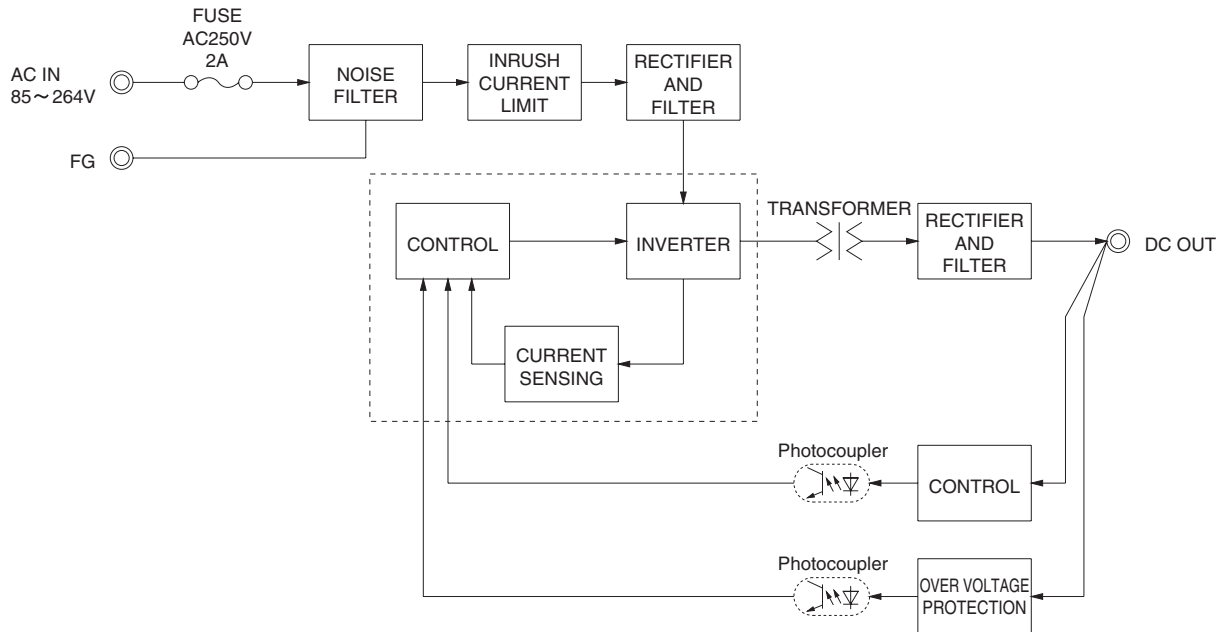 FUSE
AC250V
2A
AC IN
85～264V
FG
NOISE
FILTER
INRUSH
CURRENT
LIMIT
RECTIFIER
AND
FILTER
CONTROL
INVERTER
TRANSFORMER
RECTIFIER
AND
FILTER
DC OUT
CURRENT
SENSING
Photocoupler
CONTROL
Photocoupler
OVER VOLTAGE
PROTECTION